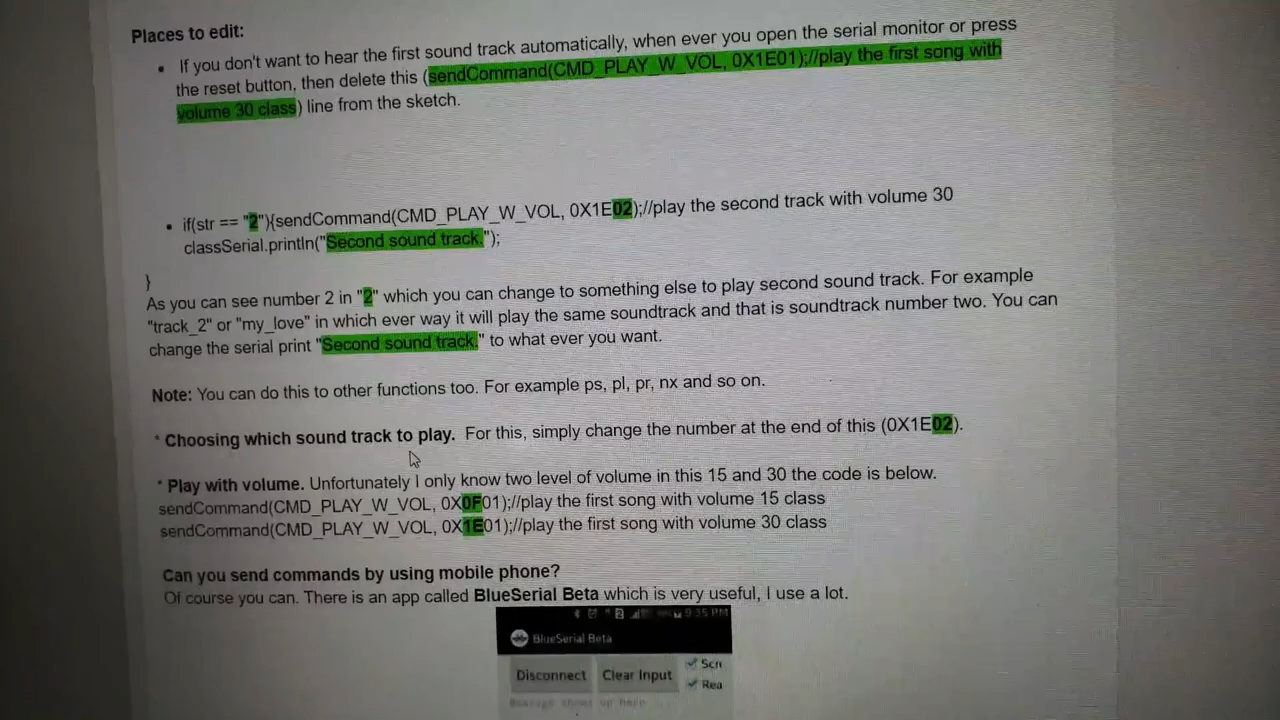 Places to edit:
• If you don't want to hear the first sound track automatically, when ever you open the serial monitor or press
the reset button, then delete this (sendCommand(CMD_PLAY_W_VOL, 0X1E01);//play the first song with
volume 30 class) line from the sketch.
• if(str == "2"){sendCommand(CMD_PLAY_W_VOL, 0X1E02);//play the second track with volume 30
classSerial.println("Second sound track.");
}
As you can see number 2 in "2" which you can change to something else to play second sound track. For example
"track_2" or "my_love" in which ever way it will play the same soundtrack and that is soundtrack number two. You can
change the serial print "Second sound track." to what ever you want.
Note: You can do this to other functions too. For example ps, pl, pr, nx and so on.
* Choosing which sound track to play. For this, simply change the number at the end of this (0X1E02).
* Play with volume. Unfortunately I only know two level of volume in this 15 and 30 the code is below.
sendCommand(CMD_PLAY_W_VOL, 0X0F01);//play the first song with volume 15 class
sendCommand(CMD_PLAY_W_VOL, 0X1E01);//play the first song with volume 30 class
Can you send commands by using mobile phone?
Of course you can. There is an app called BlueSerial Beta which is very useful, I use a lot.
9:35 PM
BlueSerial Beta
Disconnect Clear Input Scr
Rea